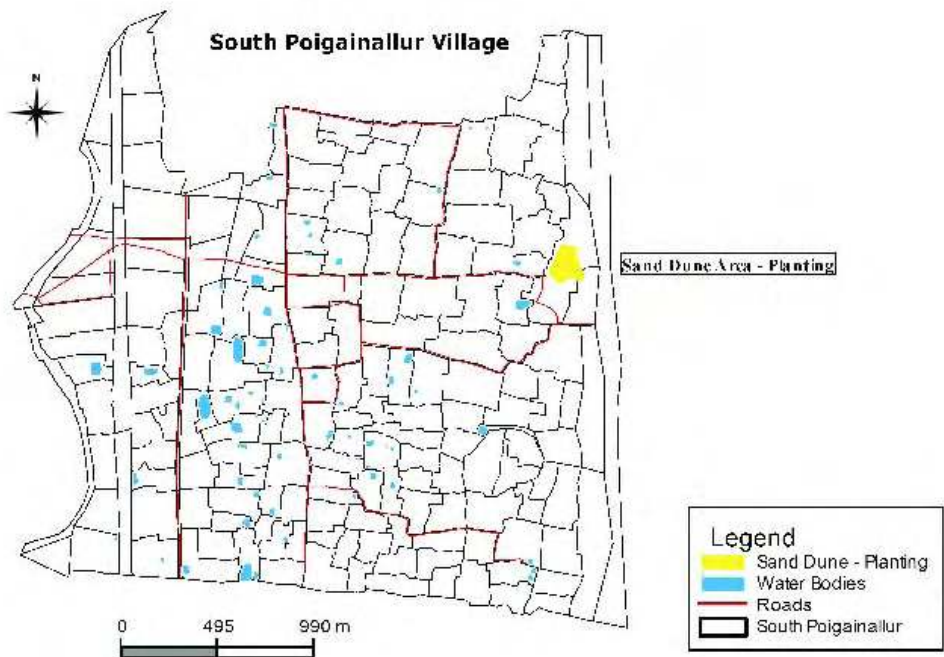 South Poigainallur Village
N
Sand Dune Area - Planting
Legend
Sand Dune - Planting
Water Bodies
Roads
South Poigainallur
0 495 990 m